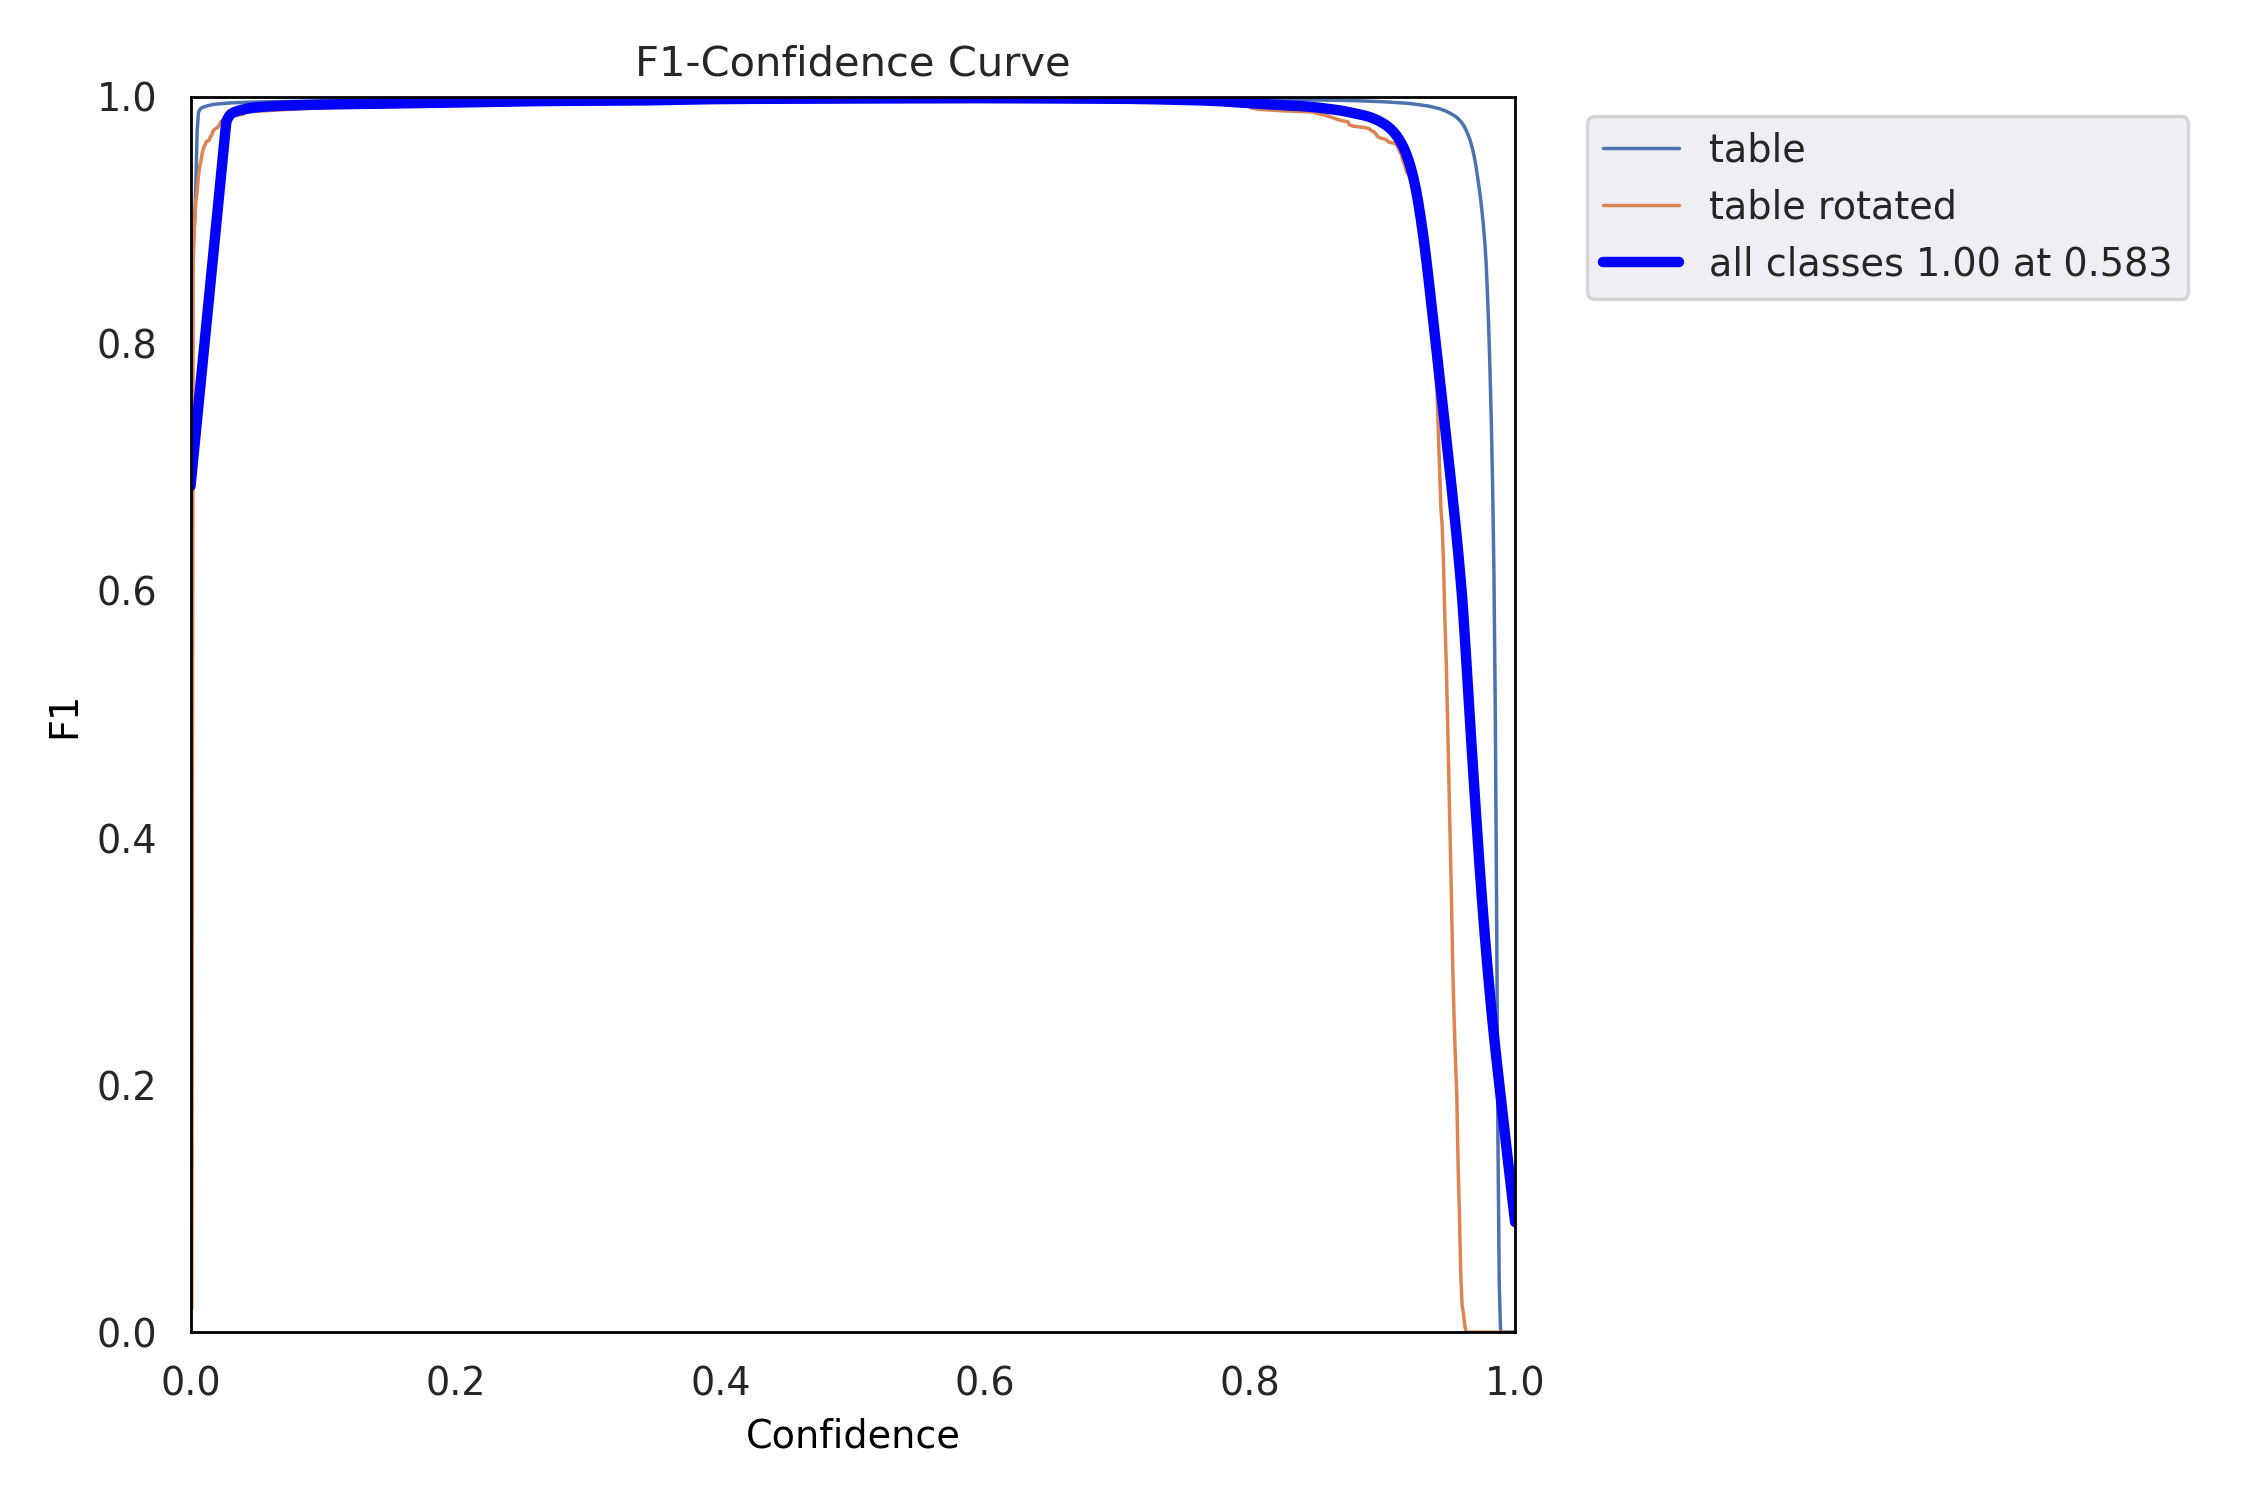 F1-Confidence Curve
1.0
0.8
0.6
0.4
0.2
0.0
F1
0.0 0.2 0.4 0.6 0.8 1.0
Confidence
table
table rotated
all classes 1.00 at 0.583